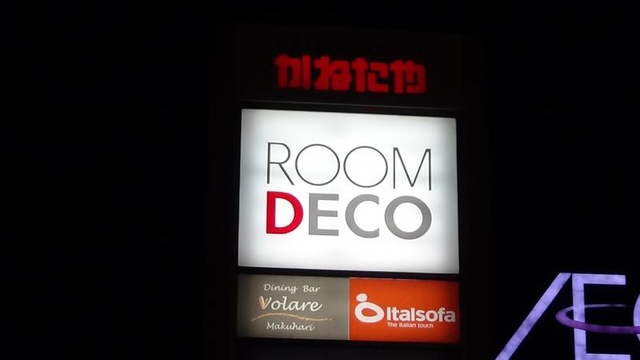 かねたや
ROOM
DECO
Dining Bar
Volare
Makuhari
Italsofa
The Italian touch